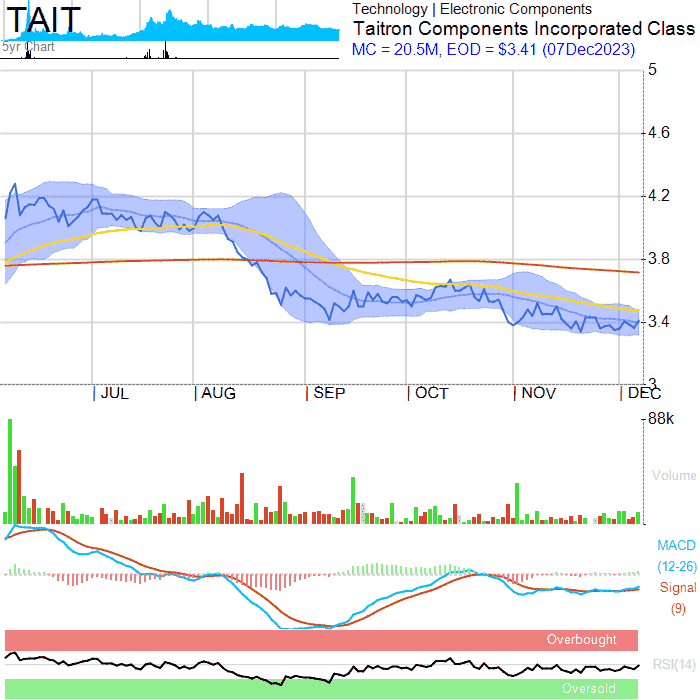 TAIT
5yr Chart
Technology | Electronic Components
Taitron Components Incorporated Class
MC = 20.5M, EOD = $3.41 (07Dec2023)
5
4.6
4.2
3.8
3.4
3
JUL
AUG
SEP
OCT
NOV
DEC
88k
Volume
MACD
(12-26)
Signal
(9)
Overbought
RSI(14)
Oversold